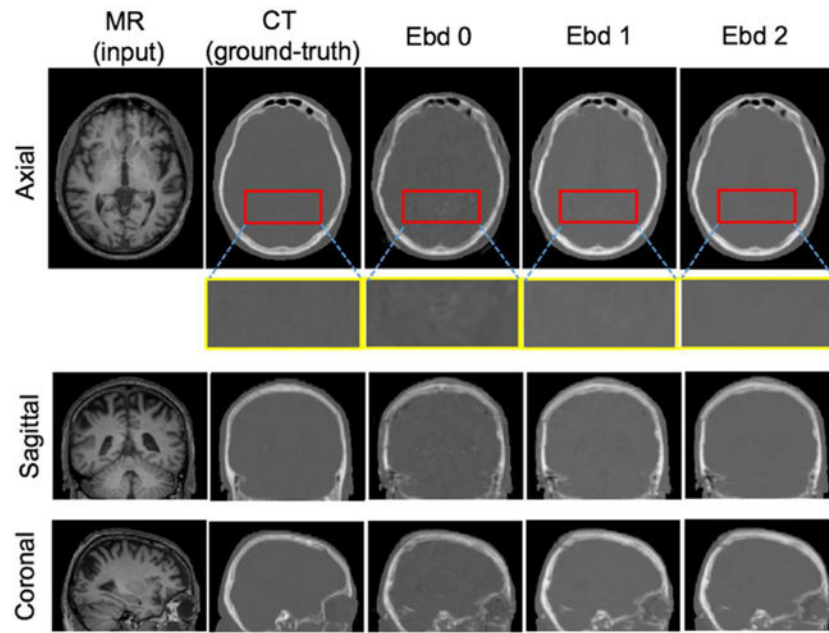 MR
(input)
CT
(ground-truth)
Ebd 0
Ebd 1
Ebd 2
Axial
Sagittal
Coronal